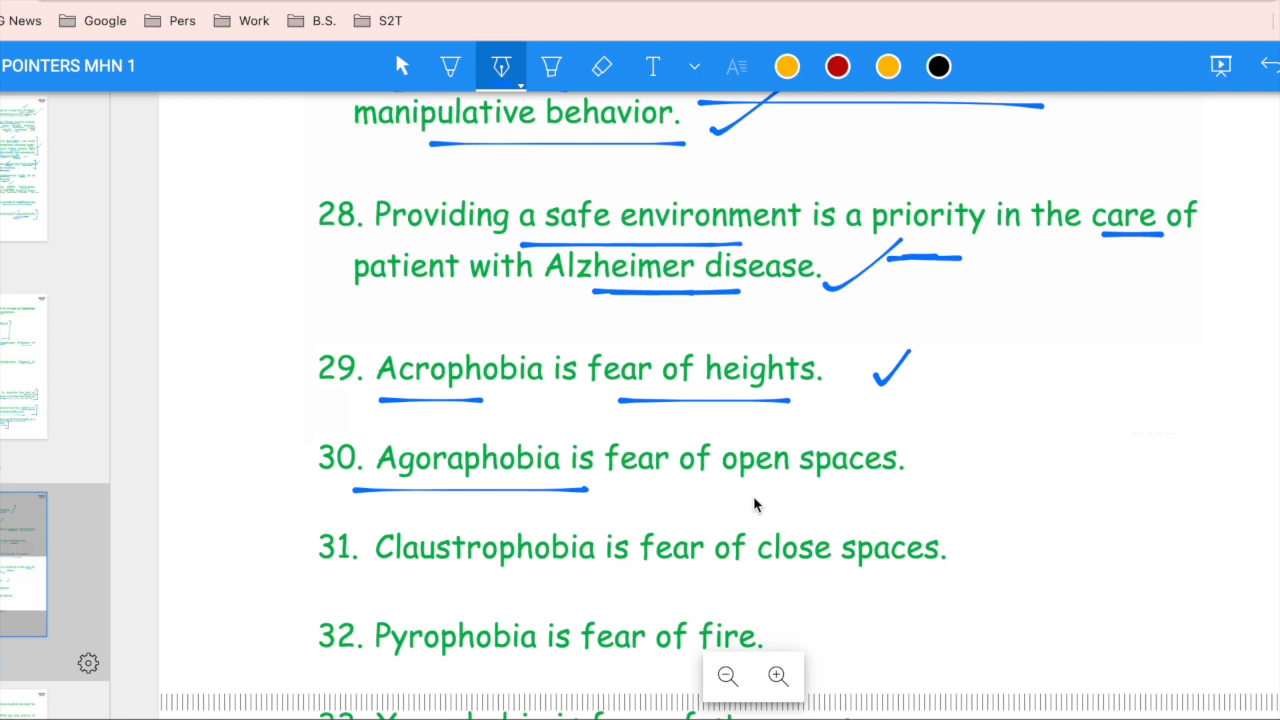 G News Google Pers Work B.S. S2T
POINTERS MHN 1
manipulative behavior.
28. Providing a safe environment is a priority in the care of
patient with Alzheimer disease.
29. Acrophobia is fear of heights.
30. Agoraphobia is fear of open spaces.
31. Claustrophobia is fear of close spaces.
32. Pyrophobia is fear of fire.